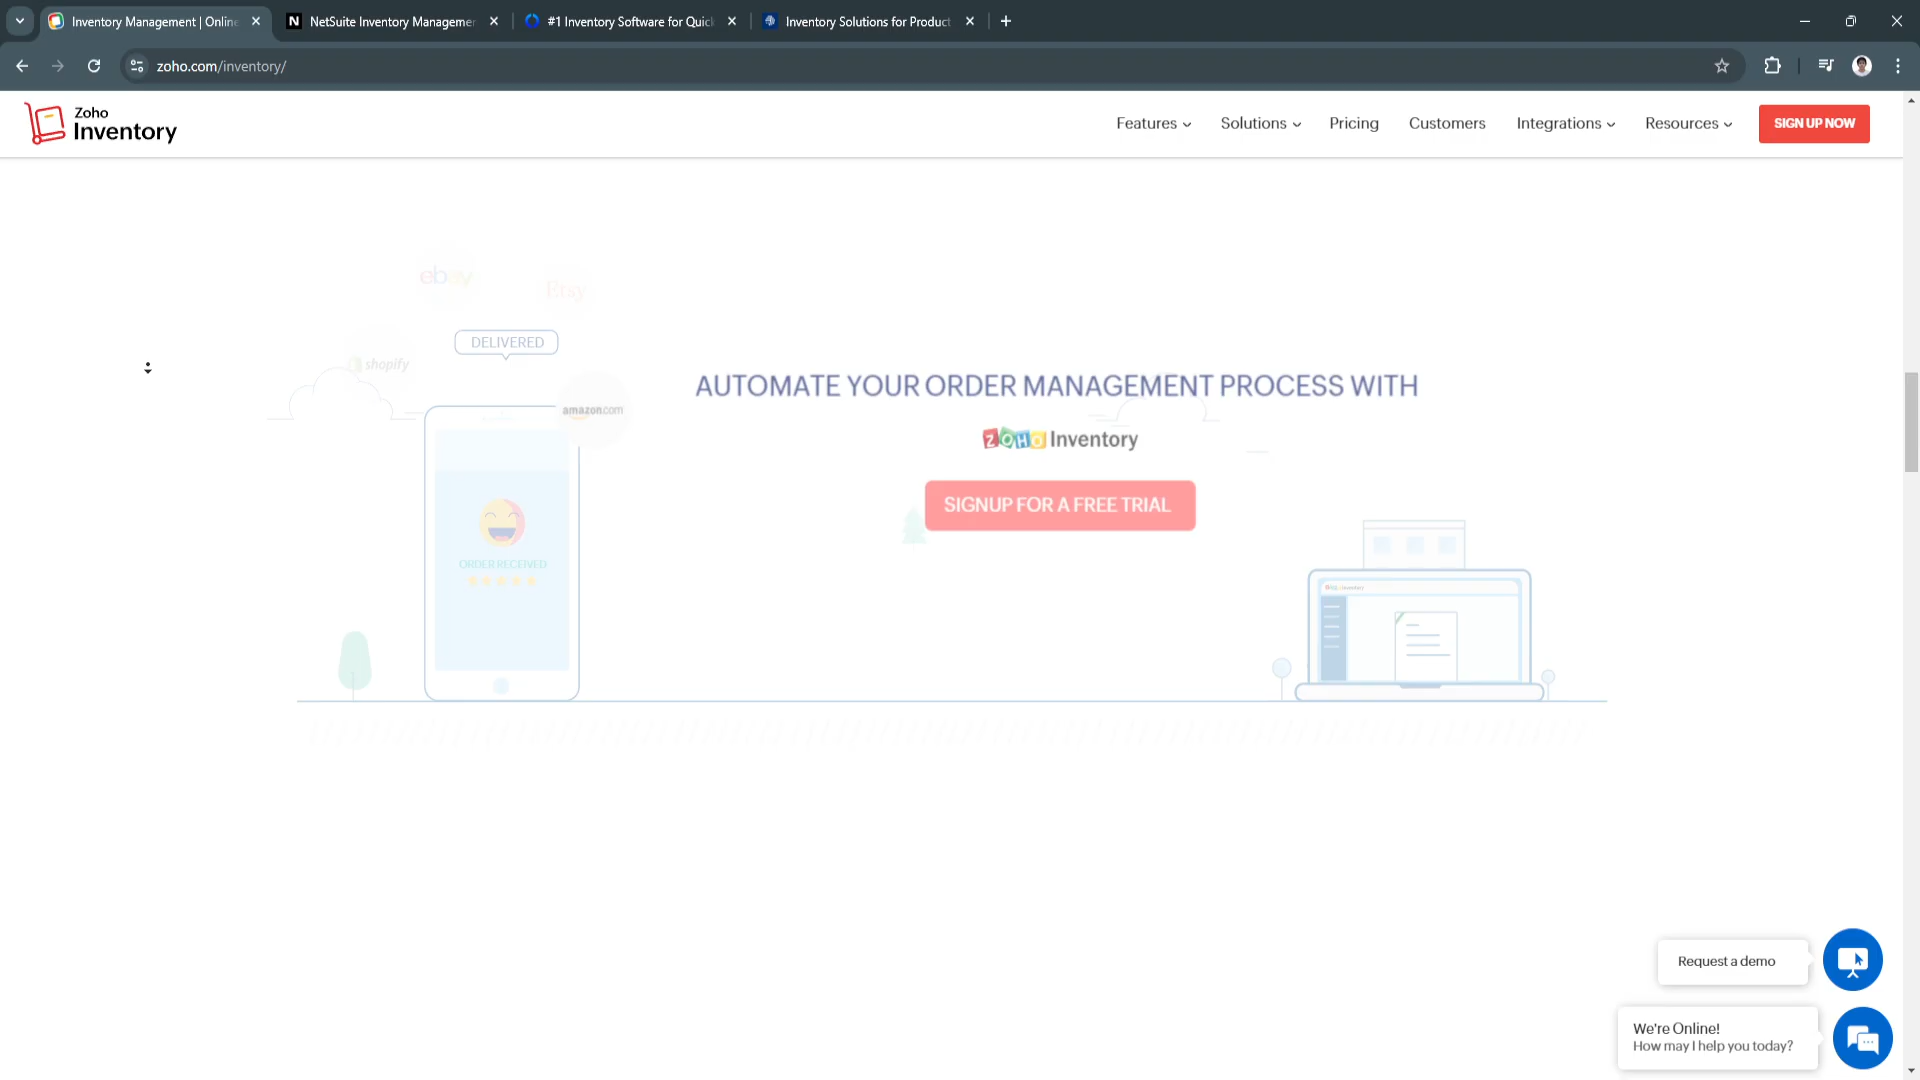 Inventory Management | Online
NetSuite Inventory Managemen
#1 Inventory Software for Quick
Inventory Solutions for Product
zoho.com/inventory/
Zoho
Inventory
Features
Solutions
Pricing
Customers
Integrations
Resources
SIGN UP NOW
ebay
Etsy
DELIVERED
shopify
amazon.com
AUTOMATE YOUR ORDER MANAGEMENT PROCESS WITH
ZOHO Inventory
SIGNUP FOR A FREE TRIAL
ORDER RECEIVED
Request a demo
We're Online!
How may I help you today?